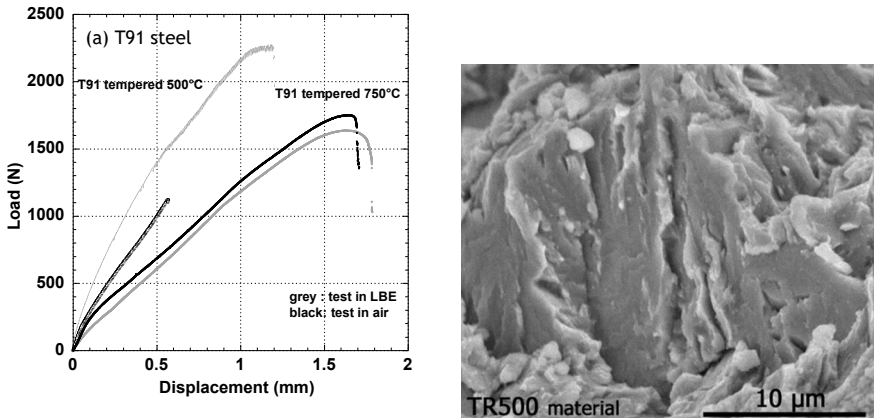 2500
(a) T91 steel
2000
T91 tempered 500°C
T91 tempered 750°C
1500
Load (N)
1000
500
grey : test in LBE
black: test in air
0
0 0.5 1 1.5 2
Displacement (mm)
TR500 material
10 µm